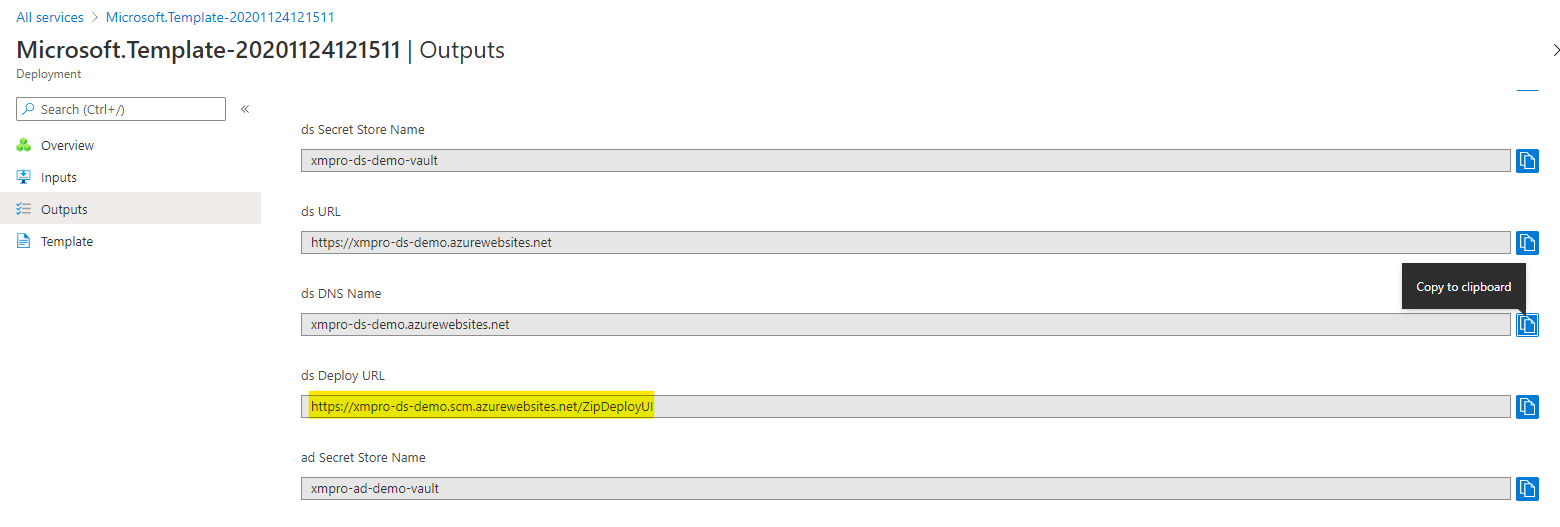 All services > Microsoft.Template-20201124121511
Microsoft.Template-20201124121511 | Outputs
Deployment
Search (Ctrl+/)
«
Overview
Inputs
Outputs
Template
ds Secret Store Name
xmpro-ds-demo-vault
ds URL
https://xmpro-ds-demo.azurewebsites.net
ds DNS Name
Copy to clipboard
xmpro-ds-demo.azurewebsites.net
ds Deploy URL
https://xmpro-ds-demo.scm.azurewebsites.net/ZipDeployUI
ad Secret Store Name
xmpro-ad-demo-vault